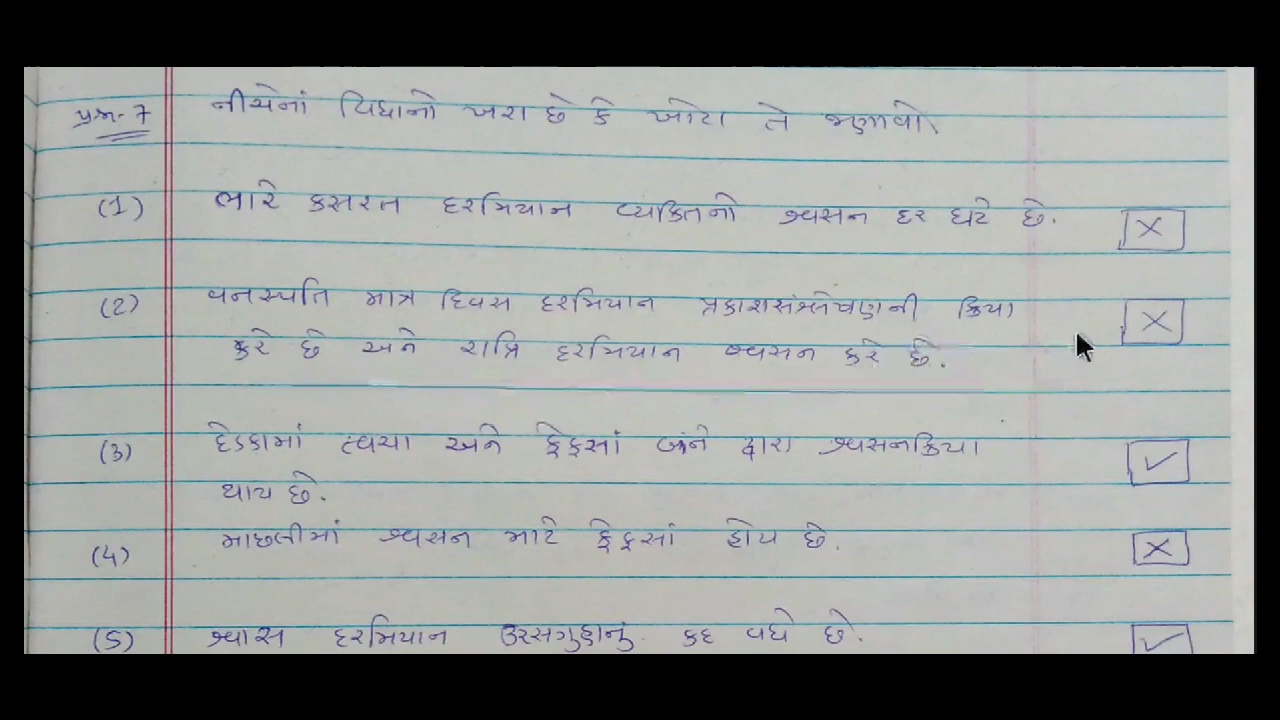 પ્રશ્ન-7 નીચેનાં વિધાનો ખરા છે કે ખોટા તે જણાવો.
(1) ભારે કસરત દરમિયાન વ્યક્તિનો શ્વસન દર ઘટે છે. ☒
(2) વનસ્પતિ માત્ર દિવસ દરમિયાન પ્રકાશસંશ્લેષણની ક્રિયા ☒
કરે છે અને રાત્રિ દરમિયાન શ્વસન કરે છે.
(3) દેડકામાં ત્વચા અને ફેફસાં બંને દ્વારા શ્વસનક્રિયા ☑
થાય છે.
(4) માછલીમાં શ્વસન માટે ફેફસાં હોય છે. ☒
(5) શ્વાસ દરમિયાન ઉરસગુહાનું કદ વધે છે. ☑